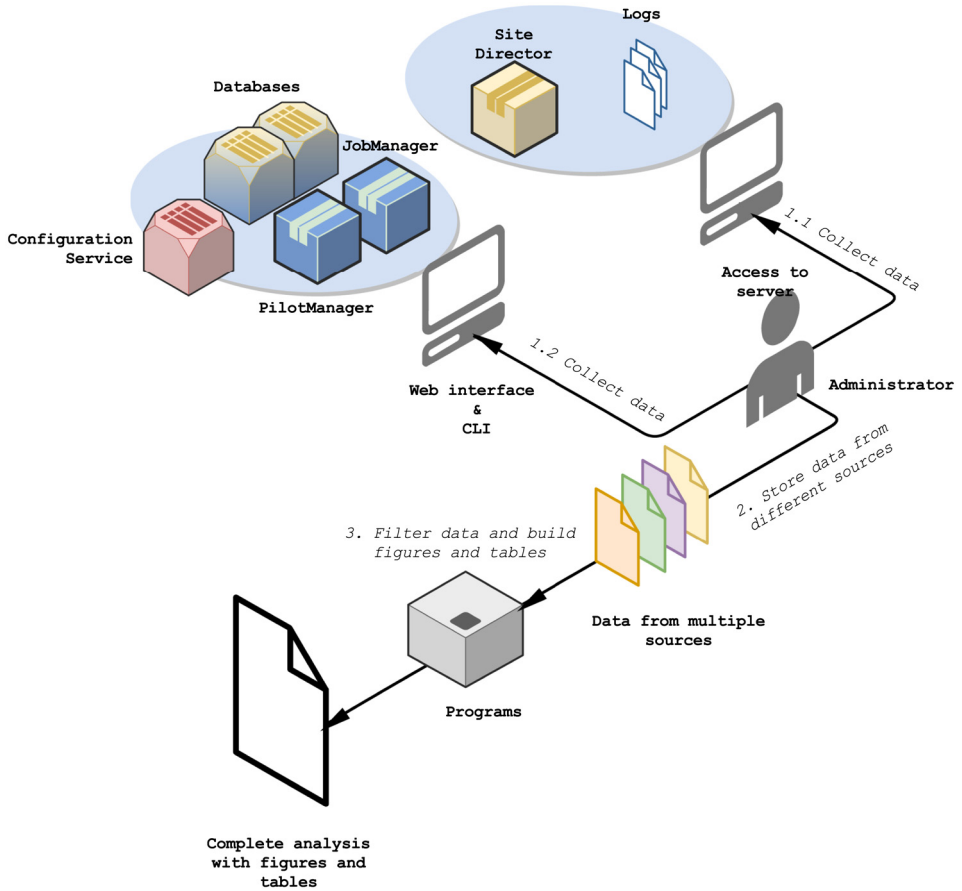 Logs
Site
Director
Databases
JobManager
Configuration
Service
PilotManager
1.1 Collect data
Access to
server
1.2 Collect data
Web interface
&
CLI
Administrator
2. Store data from
different sources
3. Filter data and build
figures and tables
Data from multiple
sources
Programs
Complete analysis
with figures and
tables